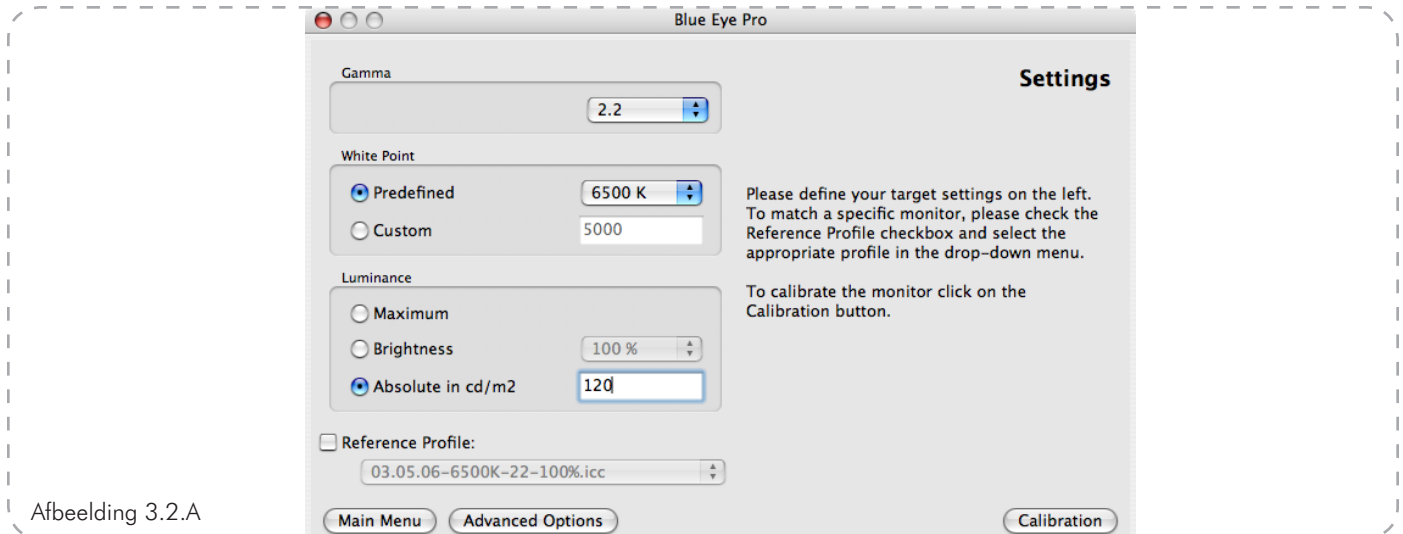 Blue Eye Pro
Settings
Gamma
2.2
White Point
Predefined
6500 K
Custom
5000
Luminance
Maximum
Brightness
100 %
Absolute in cd/m2
120
Reference Profile:
03.05.06-6500K-22-100%.icc
Please define your target settings on the left.
To match a specific monitor, please check the
Reference Profile checkbox and select the
appropriate profile in the drop-down menu.
To calibrate the monitor click on the
Calibration button.
Main Menu
Advanced Options
Calibration
Afbeelding 3.2.A